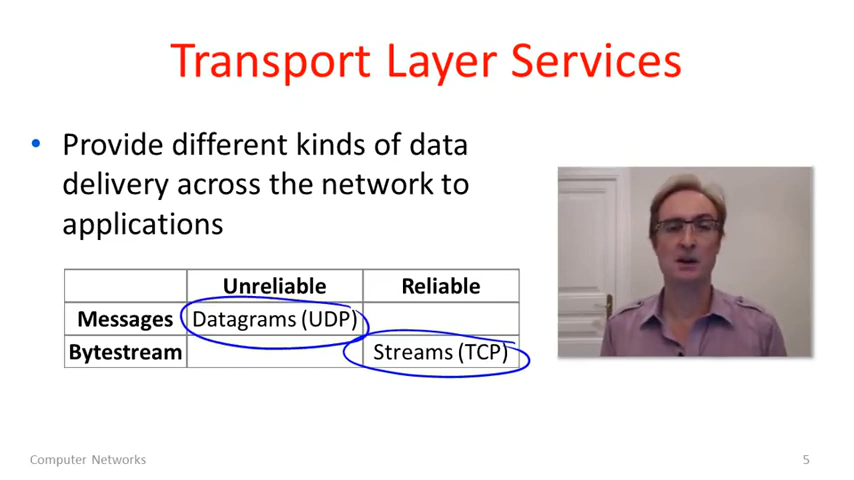 Transport Layer Services
• Provide different kinds of data
delivery across the network to
applications
Unreliable Reliable
Messages Datagrams (UDP)
Bytestream Streams (TCP)
Computer Networks 5